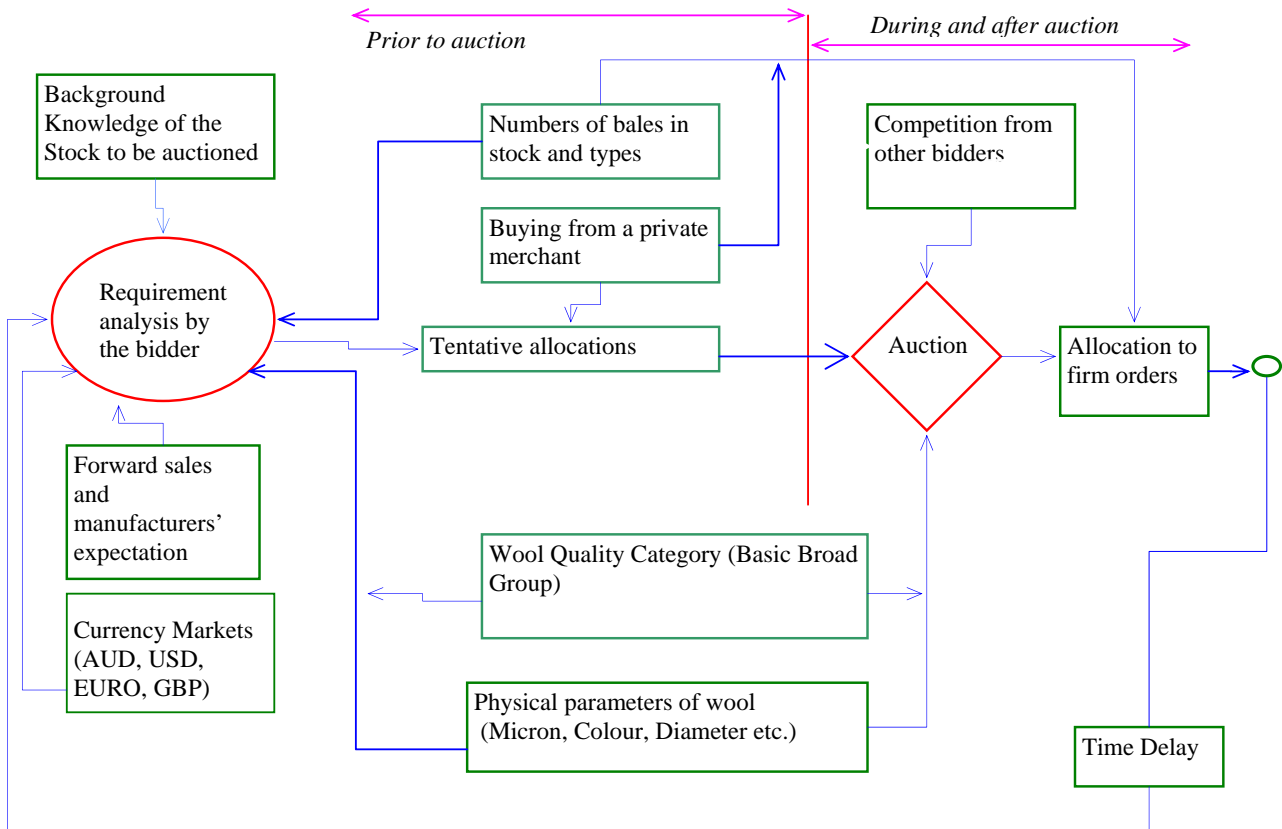 Prior to auction
During and after auction
Background
Knowledge of the
Stock to be auctioned
Numbers of bales in
stock and types
Competition from
other bidders
Buying from a private
merchant
Requirement
analysis by
the bidder
Tentative allocations
Auction
Allocation to
firm orders
Forward sales
and
manufacturers’
expectation
Wool Quality Category (Basic Broad
Group)
Currency Markets
(AUD, USD,
EURO, GBP)
Physical parameters of wool
(Micron, Colour, Diameter etc.)
Time Delay